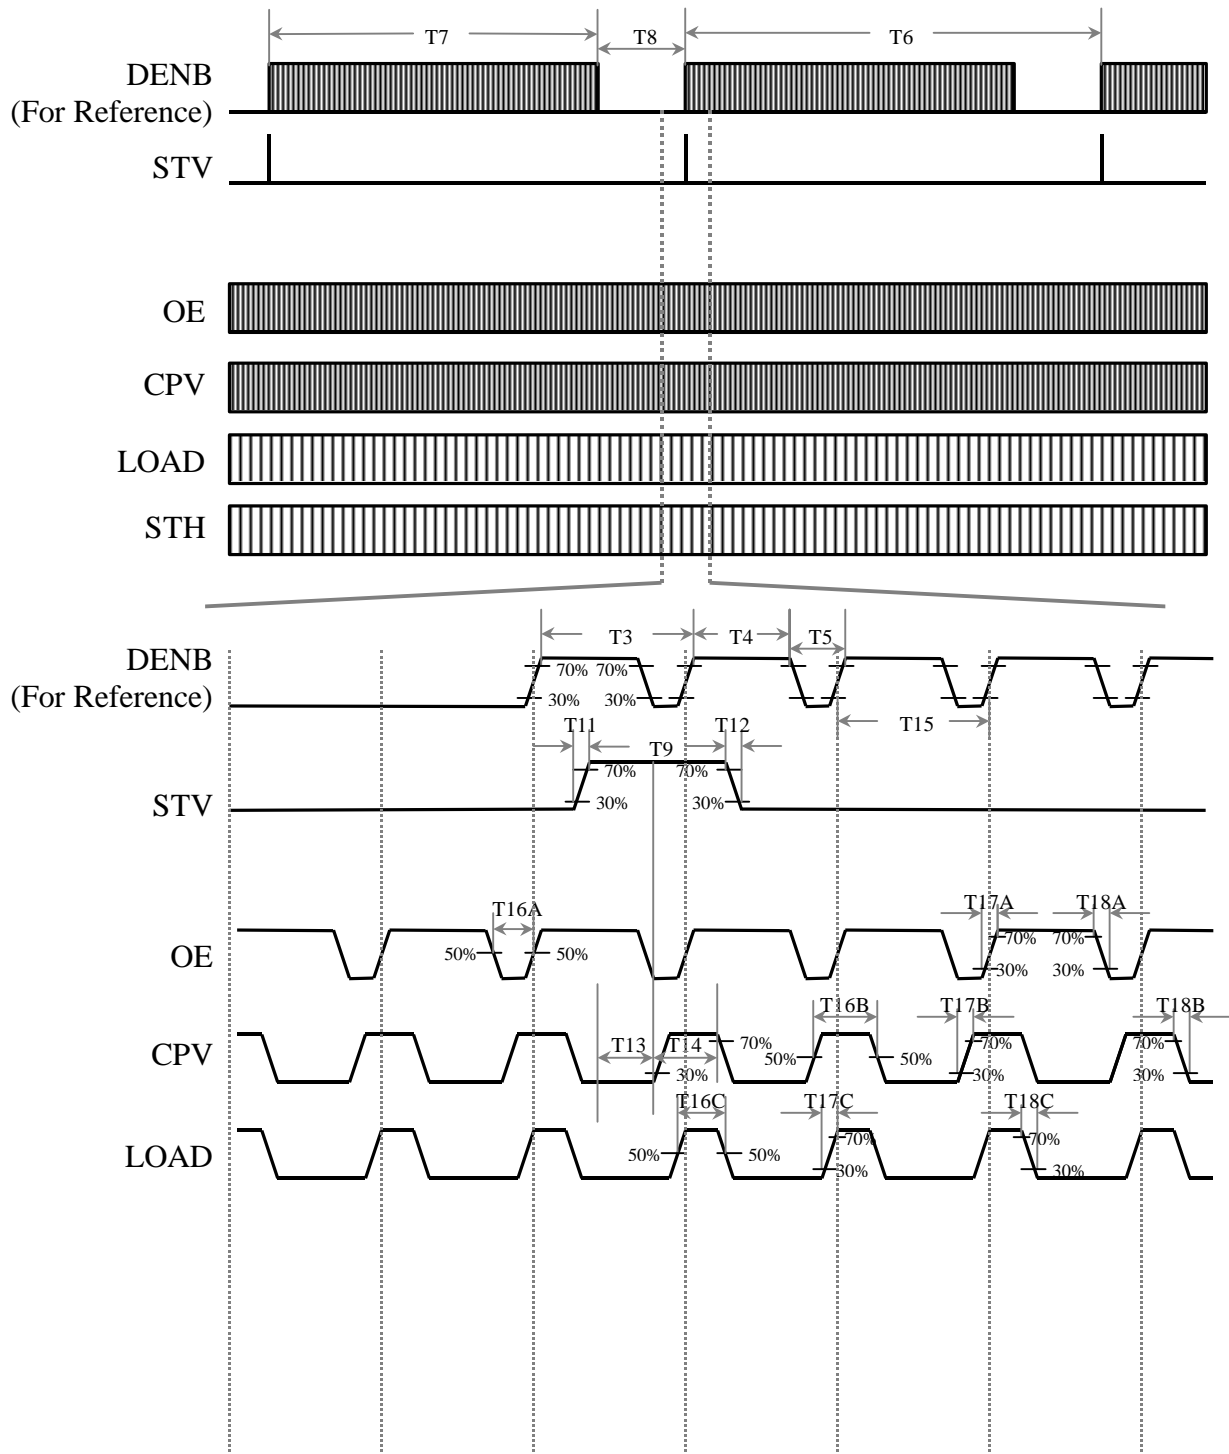 T7 T8 T6
DENB
(For Reference)
STV
OE
CPV
LOAD
STH
T3 T4 T5
DENB 70% 70%
(For Reference) 30% 30%
T11 T12 T15
T9
70% 70%
STV 30% 30%
T16A T17A T18A
70% 70%
OE 50% 50% 30% 30%
T16B T17B T18B
CPV T13 T14 70% 50% 50% 70% 70%
30% 30% 30%
T16C T17C T18C
70% 70%
LOAD 50% 50% 30% 30%